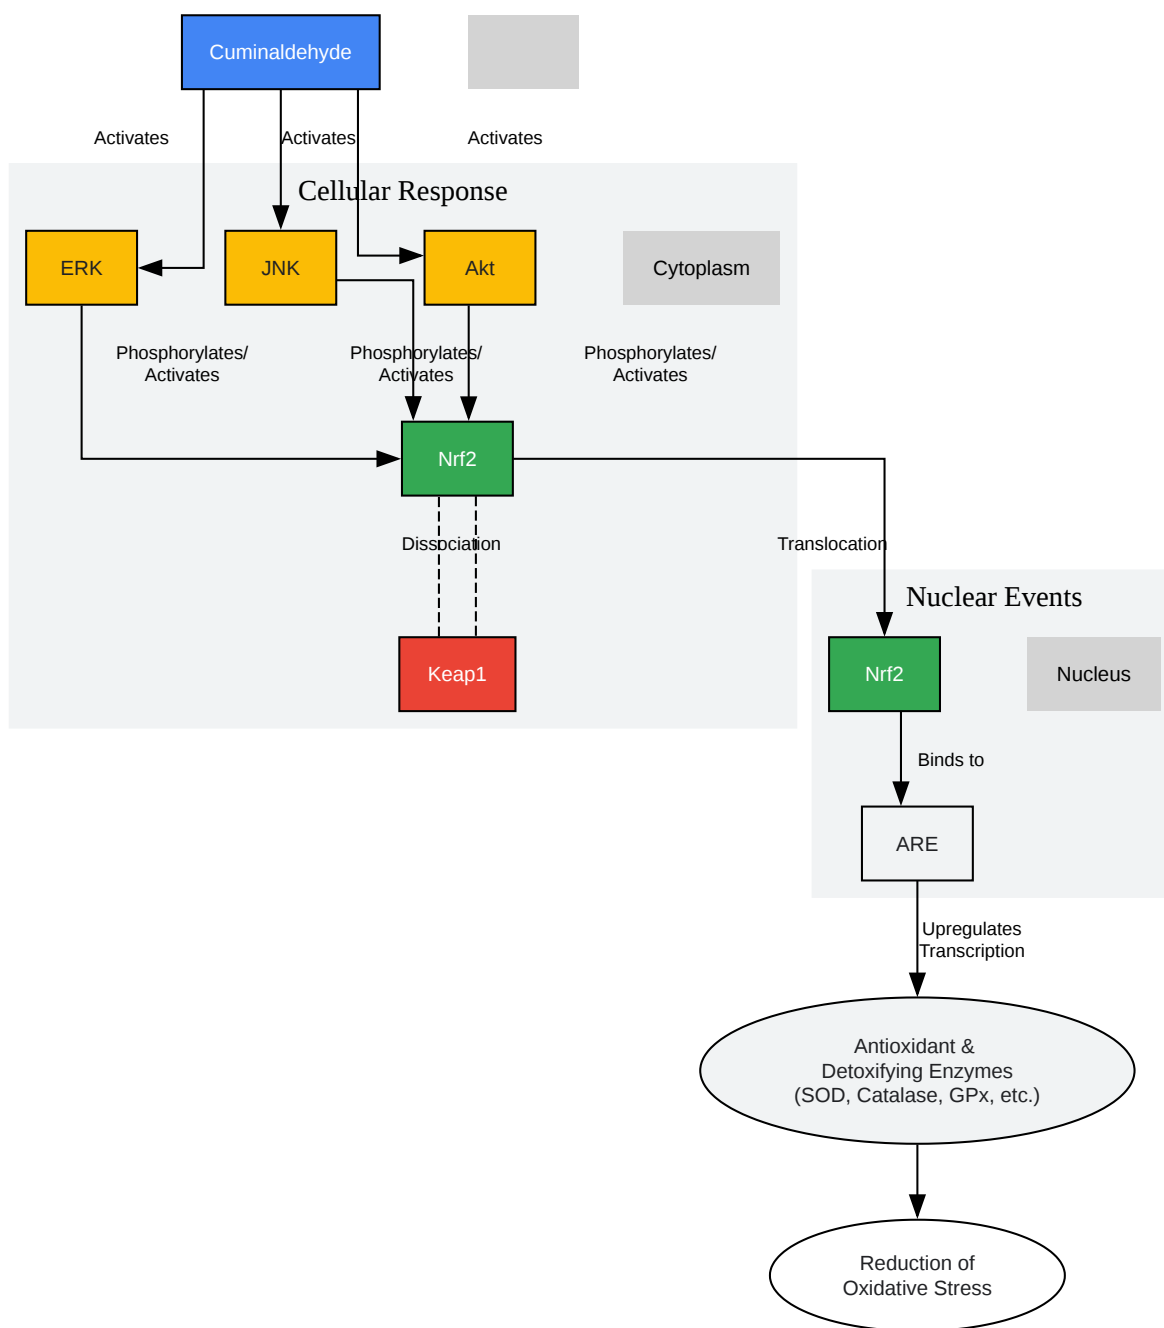 Cuminaldehyde
Activates
Activates
Activates
Cellular Response
ERK
JNK
Akt
Cytoplasm
Phosphorylates/
Activates
Phosphorylates/
Activates
Phosphorylates/
Activates
Nrf2
Dissociation
Translocation
Nuclear Events
Keap1
Nrf2
Nucleus
Binds to
ARE
Upregulates
Transcription
Antioxidant &
Detoxifying Enzymes
(SOD, Catalase, GPx, etc.)
Reduction of
Oxidative Stress